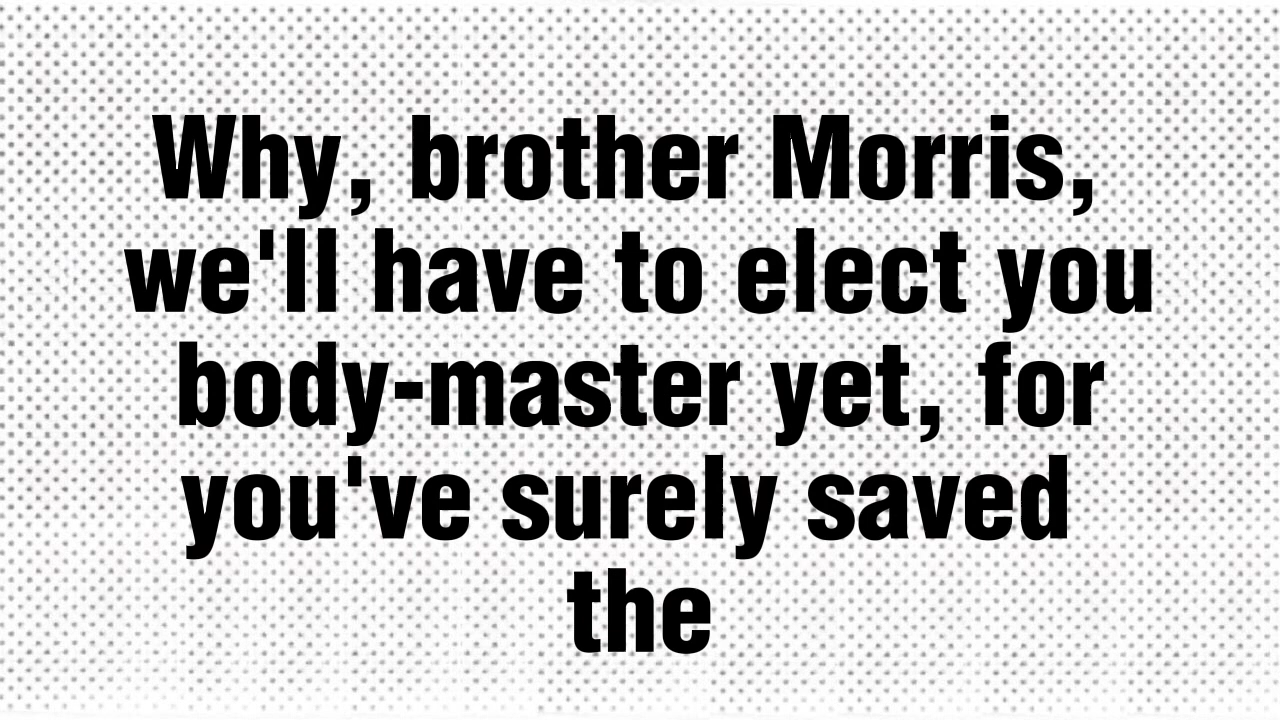 Why, brother Morris,
we'll have to elect you
body-master yet, for
you've surely saved
the